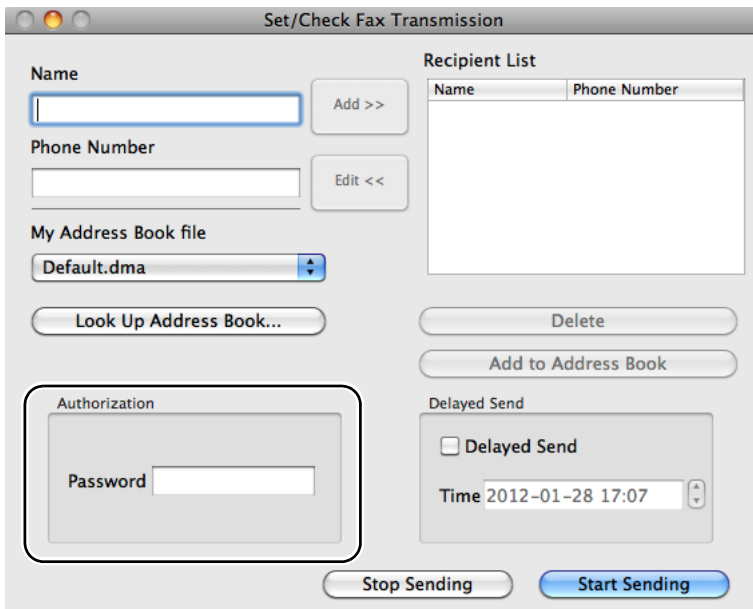 Set/Check Fax Transmission
Name
Add >>
Phone Number
Edit <<
My Address Book file
Default.dma
Look Up Address Book...
Recipient List
Name Phone Number
Delete
Add to Address Book
Authorization
Password
Delayed Send
Delayed Send
Time 2012-01-28 17:07
Stop Sending Start Sending